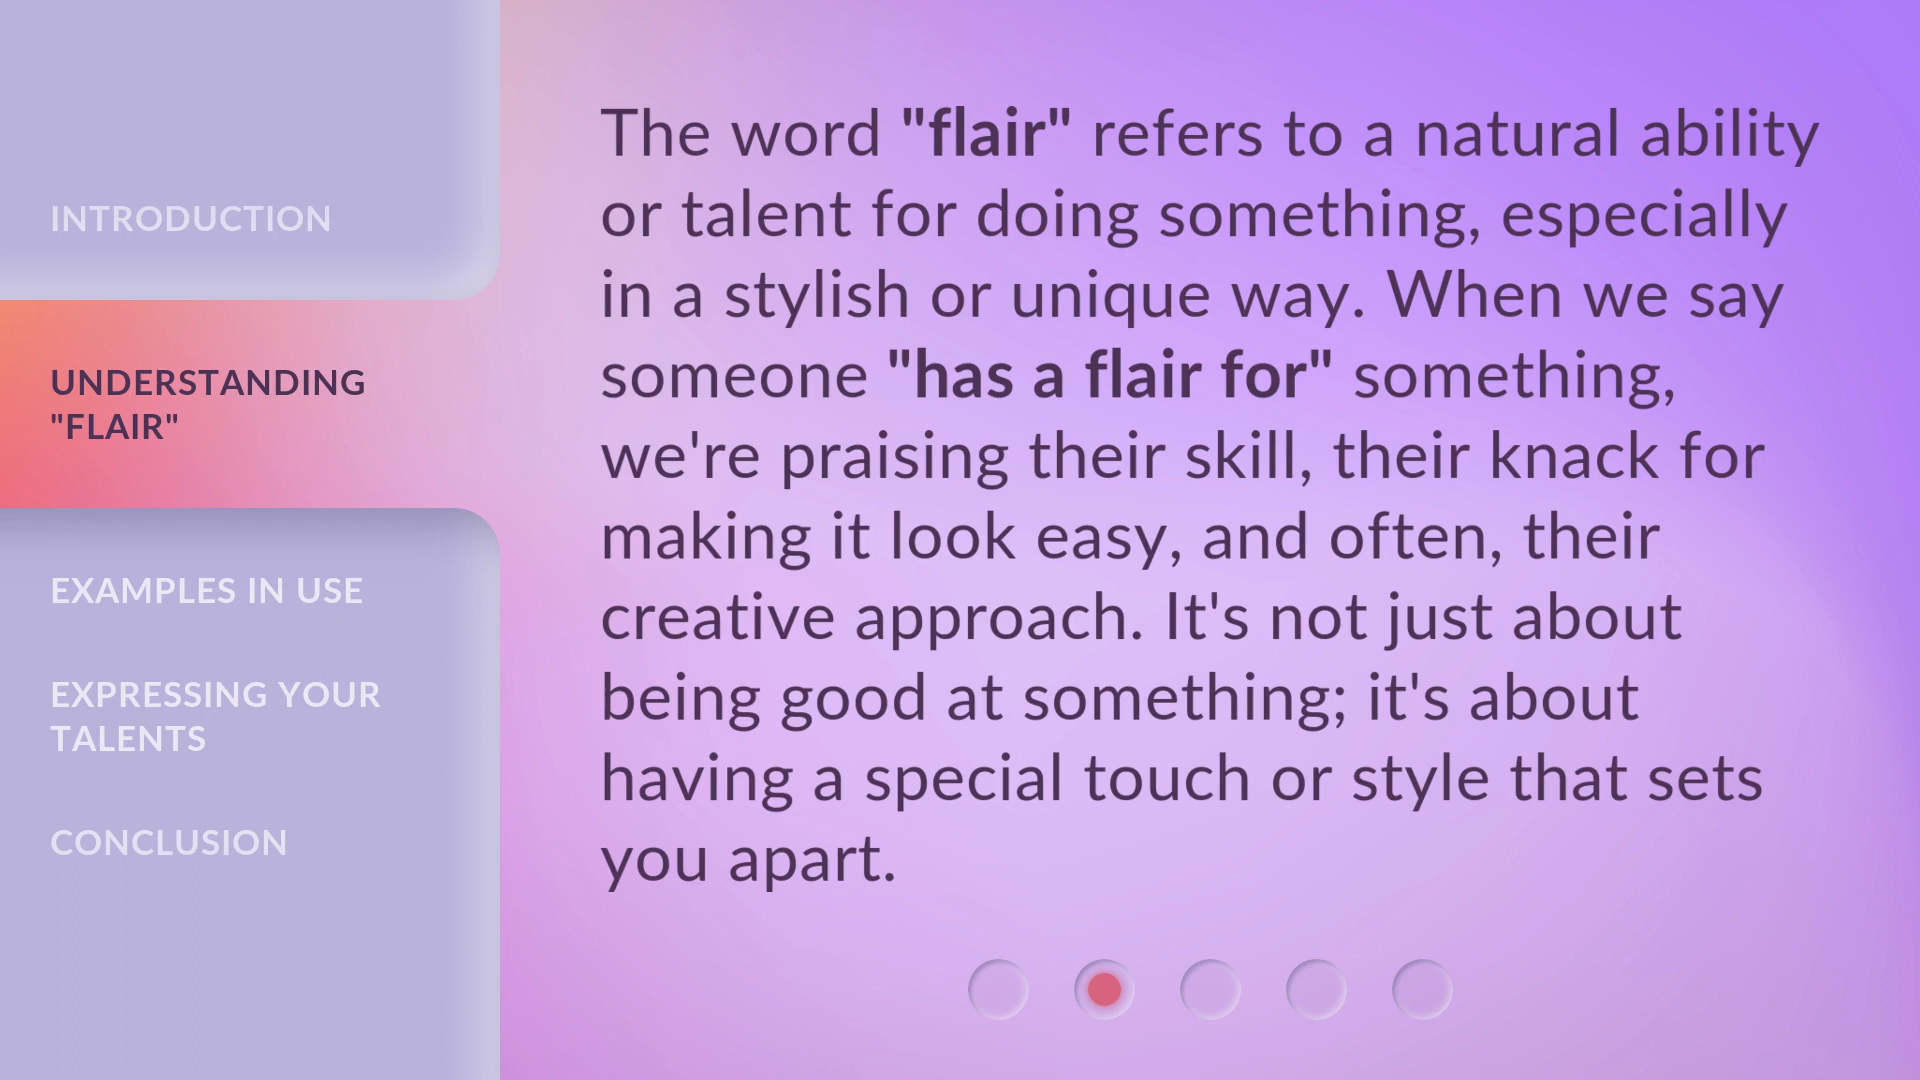 INTRODUCTION
UNDERSTANDING
"FLAIR"
EXAMPLES IN USE
EXPRESSING YOUR
TALENTS
CONCLUSION
The word "flair" refers to a natural ability
or talent for doing something, especially
in a stylish or unique way. When we say
someone "has a flair for" something,
we're praising their skill, their knack for
making it look easy, and often, their
creative approach. It's not just about
being good at something; it's about
having a special touch or style that sets
you apart.